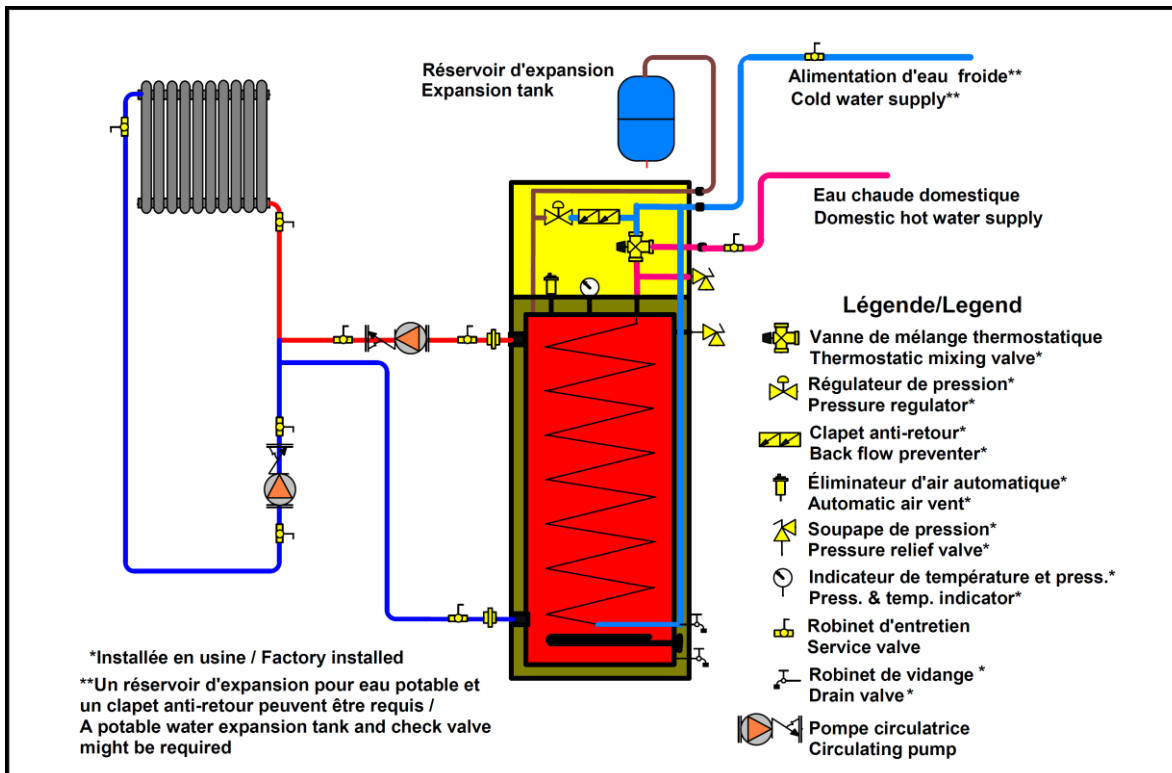 Réservoir d'expansion
Expansion tank
Alimentation d'eau froide**
Cold water supply**
Eau chaude domestique
Domestic hot water supply
Légende/Legend
Vanne de mélange thermostatique
Thermostatic mixing valve*
Régulateur de pression*
Pressure regulator*
Clapet anti-retour*
Back flow preventer*
Éliminateur d'air automatique*
Automatic air vent*
Soupape de pression*
Pressure relief valve*
Indicateur de température et press.*
Press. & temp. indicator*
Robinet d'entretien
Service valve
Robinet de vidange *
Drain valve*
Pompe circulatrice
Circulating pump
*Installée en usine / Factory installed
**Un réservoir d'expansion pour eau potable et
un clapet anti-retour peuvent être requis /
A potable water expansion tank and check valve
might be required